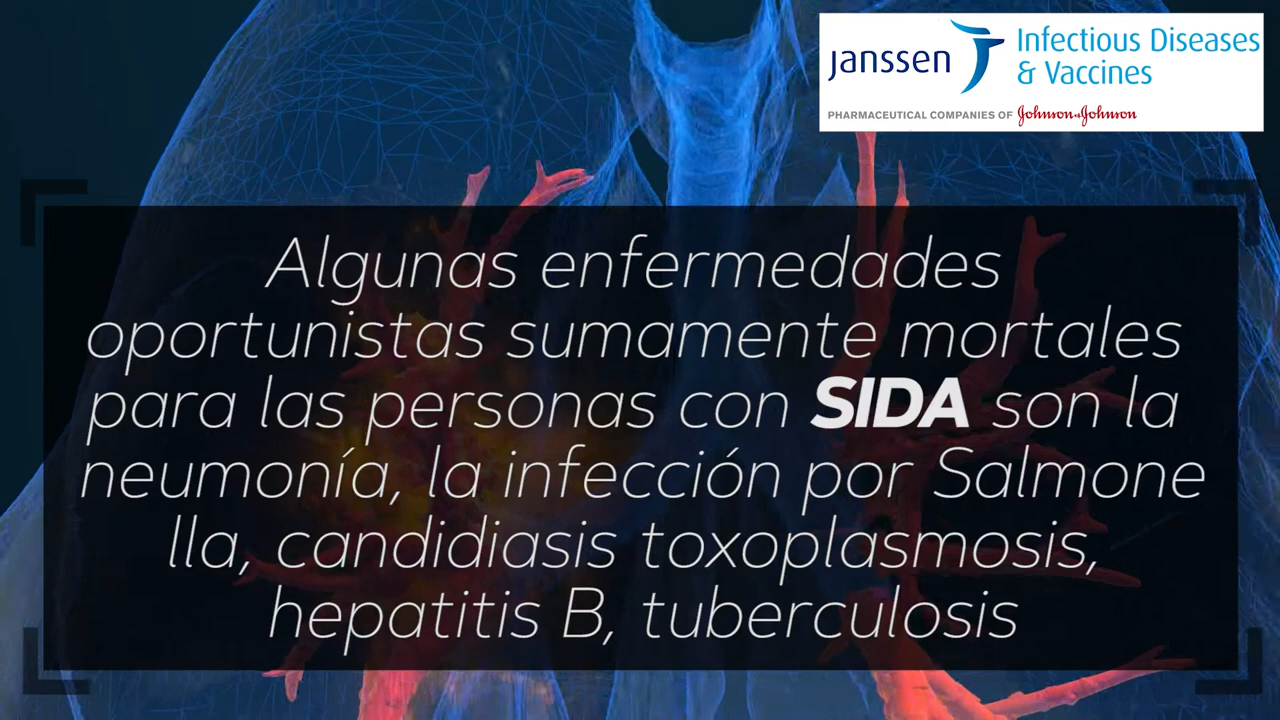 janssen
Infectious Diseases
& Vaccines
PHARMACEUTICAL COMPANIES OF Johnson & Johnson
Algunas enfermedades
oportunistas sumamente mortales
para las personas con SIDA son la
neumonía, la infección por Salmone
lla, candidiasis toxoplasmosis,
hepatitis B, tuberculosis